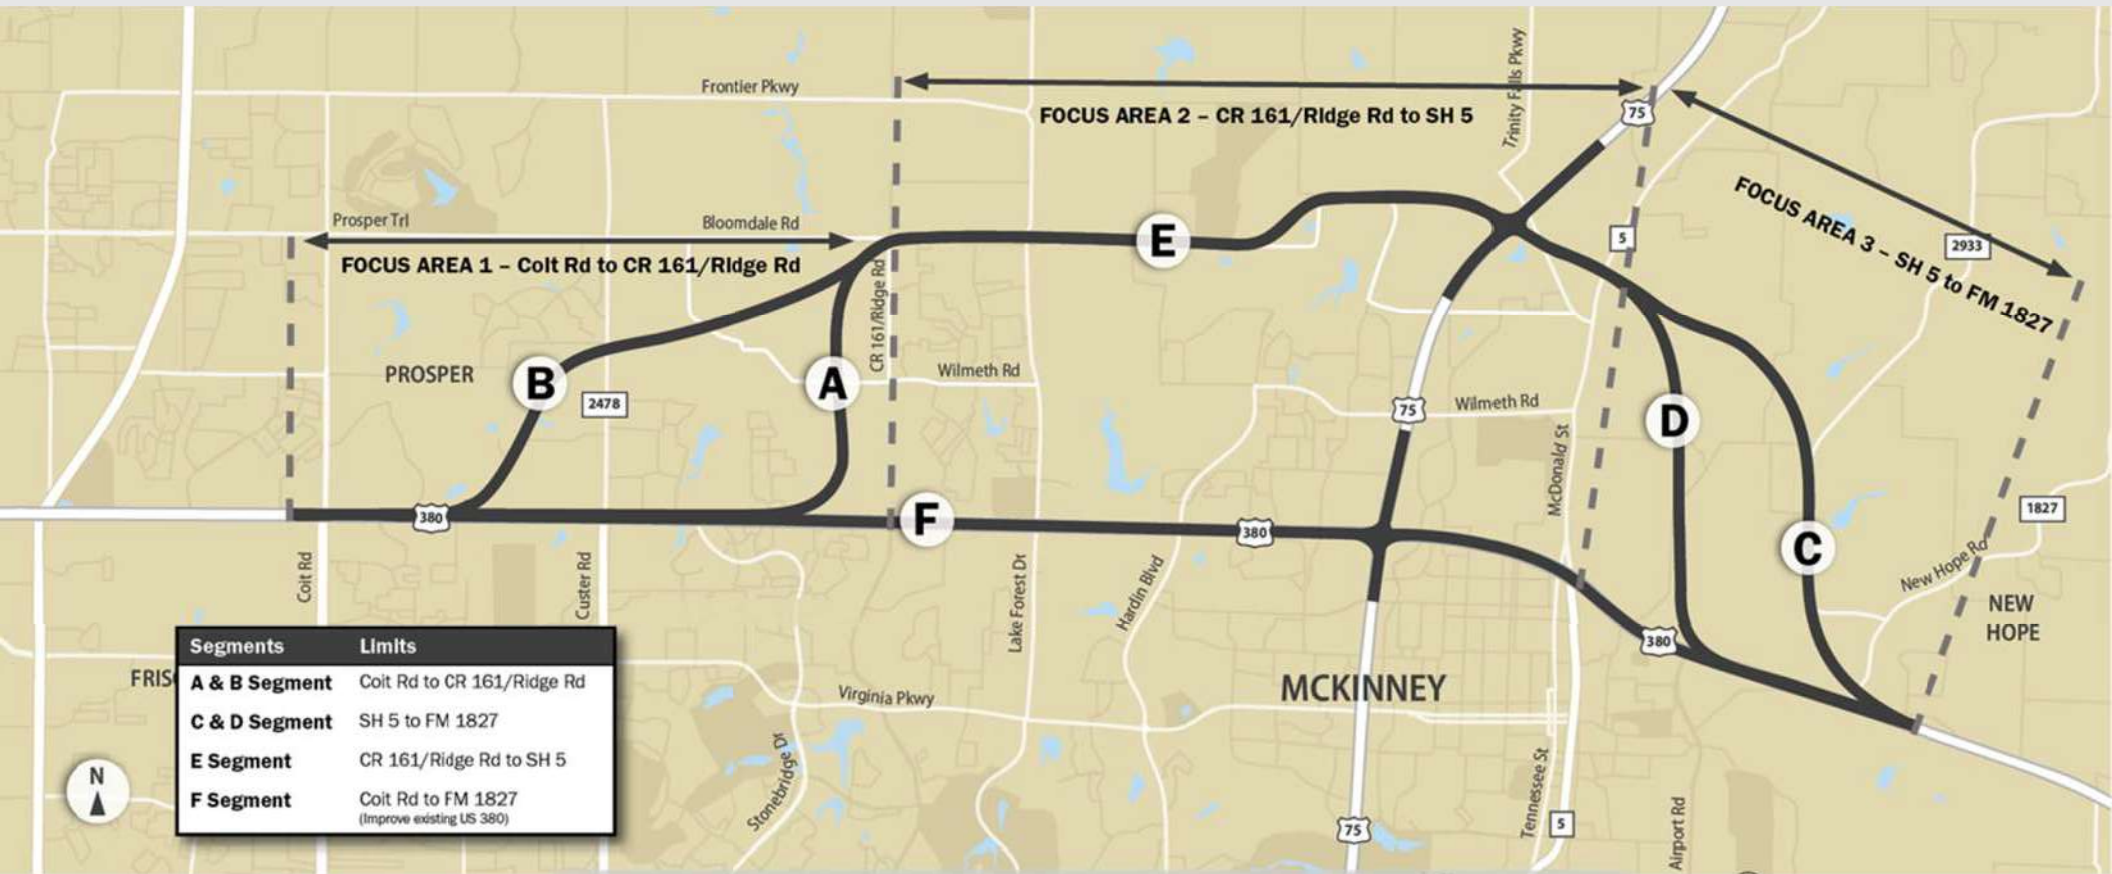 Frontier Pkwy
Trinity Falls Pkwy
75
FOCUS AREA 2 – CR 161/Ridge Rd to SH 5
FOCUS AREA 3 – SH 5 to FM 1827
Prosper Trl
Bloomdale Rd
E
5
2933
FOCUS AREA 1 – Coit Rd to CR 161/Ridge Rd
CR 161/Ridge Rd
PROSPER
B
2478
A
Wilmeth Rd
75
Wilmeth Rd
McDonald St
D
380
F
380
1827
C
New Hope Rd
NEW
HOPE
Coit Rd
Custer Rd
Lake Forest Dr
Hardin Blvd
380
MCKINNEY
FRIS
Virginia Pkwy
Stonebridge Dr
Tennessee St
75
5
Airport Rd
N
Segments Limits
A & B Segment Coit Rd to CR 161/Ridge Rd
C & D Segment SH 5 to FM 1827
E Segment CR 161/Ridge Rd to SH 5
F Segment Coit Rd to FM 1827
(Improve existing US 380)